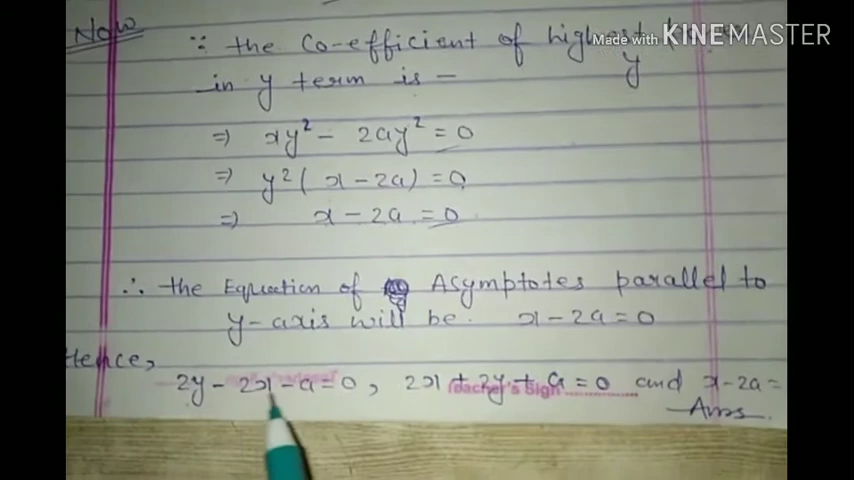 Now ∵ the Co-efficient of highest Made with KINEMASTER
y
in y term is —
⇒ xy² - 2ay² = 0
⇒ y² ( x - 2a ) = 0
⇒ x - 2a = 0
∴ the Equation of Asymptotes parallel to
y-axis will be. x - 2a = 0
Hence,
2y - 2x - a = 0, 2x + 2y + a = 0 and x - 2a =
Teacher's Sign
Ans.